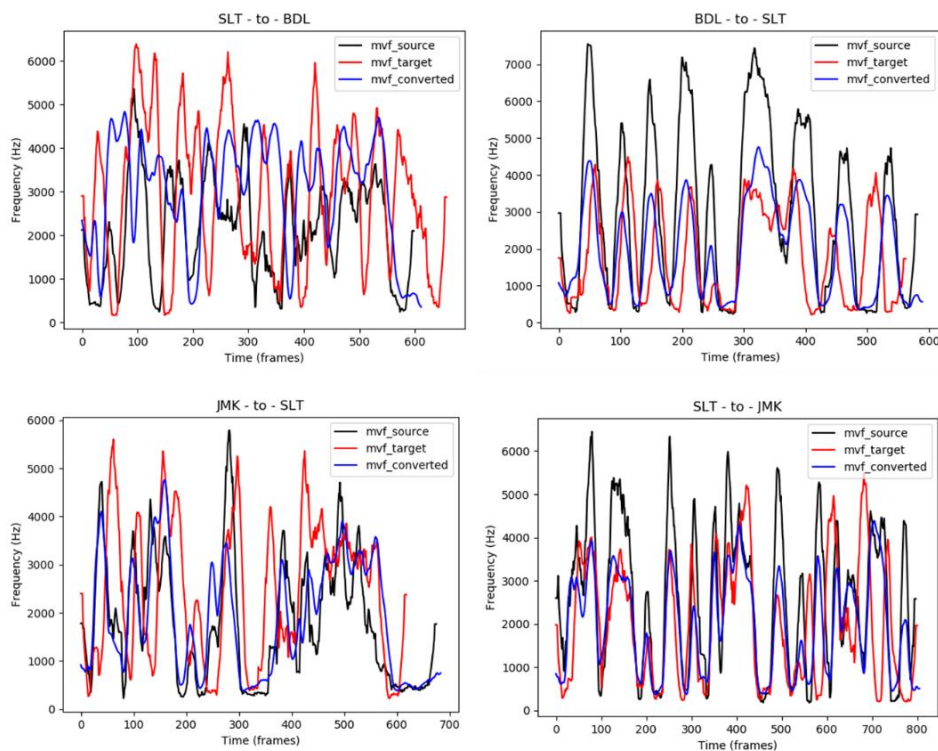 SLT - to - BDL
mvf_source
mvf_target
mvf_converted
6000
5000
4000
3000
2000
1000
0
Frequency (Hz)
0 100 200 300 400 500 600
Time (frames)
BDL - to - SLT
mvf_source
mvf_target
mvf_converted
7000
6000
5000
4000
3000
2000
1000
0
Frequency (Hz)
0 100 200 300 400 500 600
Time (frames)
JMK - to - SLT
mvf_source
mvf_target
mvf_converted
6000
5000
4000
3000
2000
1000
0
Frequency (Hz)
0 100 200 300 400 500 600 700
Time (frames)
SLT - to - JMK
mvf_source
mvf_target
mvf_converted
6000
5000
4000
3000
2000
1000
0
Frequency (Hz)
0 100 200 300 400 500 600 700 800
Time (frames)